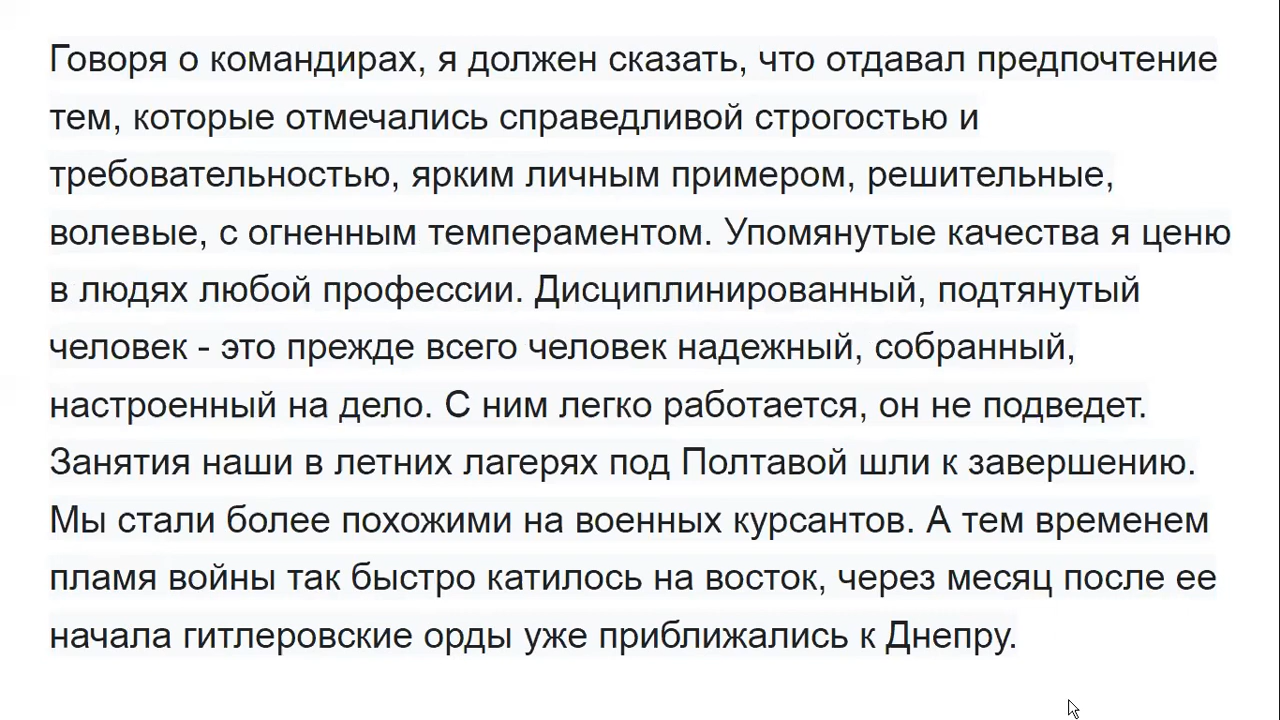 Говоря о командирах, я должен сказать, что отдавал предпочтение
тем, которые отмечались справедливой строгостью и
требовательностью, ярким личным примером, решительные,
волевые, с огненным темпераментом. Упомянутые качества я ценю
в людях любой профессии. Дисциплинированный, подтянутый
человек - это прежде всего человек надежный, собранный,
настроенный на дело. С ним легко работается, он не подведет.
Занятия наши в летних лагерях под Полтавой шли к завершению.
Мы стали более похожими на военных курсантов. А тем временем
пламя войны так быстро катилось на восток, через месяц после ее
начала гитлеровские орды уже приближались к Днепру.